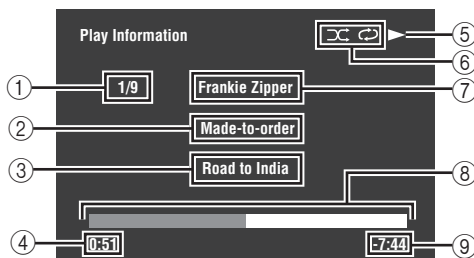 Play Information
⑤
⑥
① 1/9 Frankie Zipper ⑦
② Made-to-order
③ Road to India
⑧
④ 0:51 -7:44 ⑨